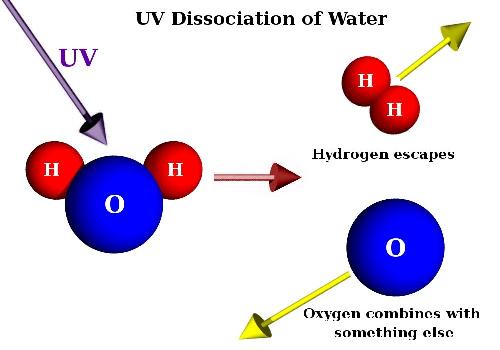 UV Dissociation of Water
UV
H
H
O
H
H
Hydrogen escapes
O
Oxygen combines with
something else